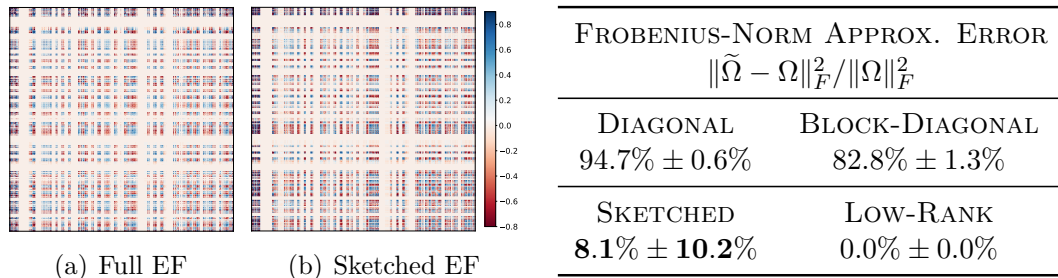 0.8
0.6
0.4
0.2
0.0
−0.2
−0.4
−0.6
−0.8
(a) Full EF
(b) Sketched EF
Frobenius-Norm Approx. Error
‖Ω̃ − Ω‖²_F/‖Ω‖²_F
Diagonal Block-Diagonal
94.7% ± 0.6% 82.8% ± 1.3%
Sketched Low-Rank
8.1% ± 10.2% 0.0% ± 0.0%